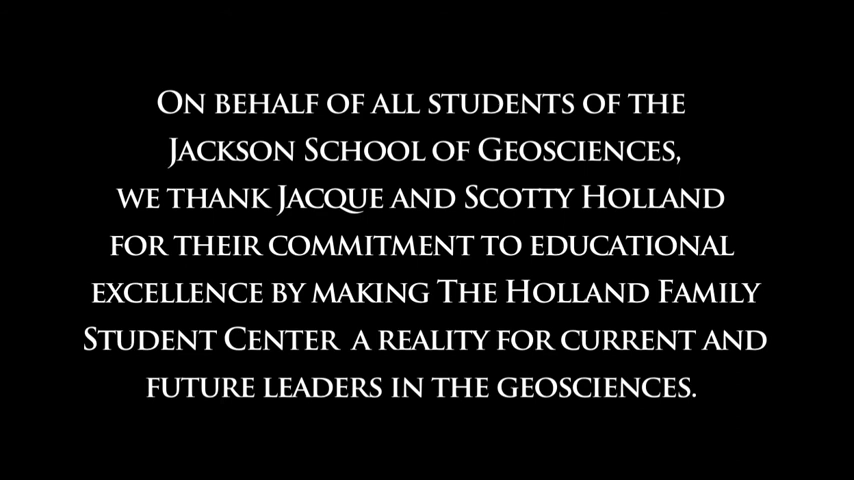 On behalf of all students of the
Jackson School of Geosciences,
we thank Jacque and Scotty Holland
for their commitment to educational
excellence by making The Holland Family
Student Center a reality for current and
future leaders in the geosciences.